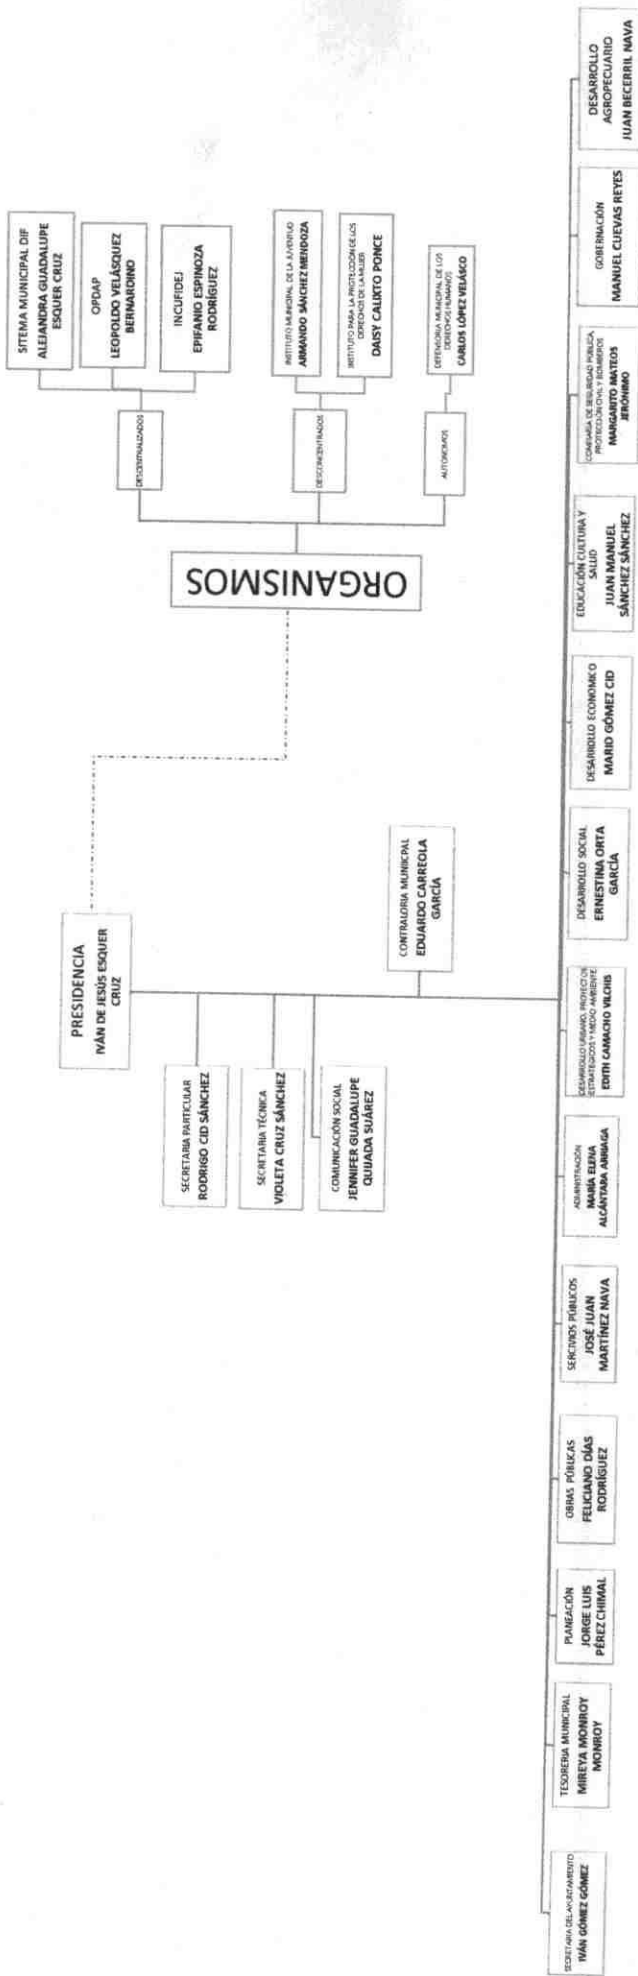 PRESIDENCIA
IVÁN DE JESÚS ESQUER
CRUZ
SECRETARIA PARTICULAR
RODRIGO CID SÁNCHEZ
SECRETARIA TÉCNICA
VIOLETA CRUZ SÁNCHEZ
COMUNICACIÓN SOCIAL
JENNIFER GUADALUPE
QUIJADA SUÁREZ
CONTRALORIA MUNICPAL
EDUARDO CARREOLA
GARCÍA
ORGANISMOS
DESCENTRALIZADOS
SITEMA MUNICIPAL DIF
ALEJANDRA GUADALUPE
ESQUER CRUZ
OPDAP
LEOPOLDO VELÁSQUEZ
BERNARDINO
INCUFIDEJ
EPIFANIO ESPINOZA
RODRÍGUEZ
DESCONCENTRADOS
INSTITUTO MUNICIPAL DE LA JUVENTUD
ARMANDO SÁNCHEZ MENDOZA
INSTITUTO PARA LA PROTECCIÓN DE LOS
DERECHOS DE LA MUJER
DAISY CALIXTO PONCE
AUTÓNOMOS
DEFENSORIA MUNICIPAL DE LOS
DERECHOS HUMANOS
CARLOS LÓPEZ VELASCO
SECRETARIA DEL AYUNTAMIENTO
IVÁN GÓMEZ GÓMEZ
TESORERIA MUNICIPAL
MIREYA MONROY
MONROY
PLANEACIÓN
JORGE LUIS
PÉREZ CHIMAL
OBRAS PÚBLICAS
FELICIANO DÍAS
RODRÍGUEZ
SERCIVIOS PÚBLICOS
JOSÉ JUAN
MARTÍNEZ NAVA
ADMINISTRACIÓN
MARÍA ELENA
ALCÁNTARA ARRIAGA
DESARROLLO URBANO, PROYECTOS
ESTRATEGICOS Y MEDIO AMBIENTE
EDITH CAMACHO VILCHIS
DESARROLLO SOCIAL
ERNESTINA ORTA
GARCÍA
DESARROLLO ECONOMICO
MARIO GÓMEZ CID
EDUCACIÓN CULTURA Y
SALUD
JUAN MANUEL
SÁNCHEZ SÁNCHEZ
COMISARIA DE SEGURIDAD PÚBLICA,
PROTECCIÓN CIVIL Y BOMBEROS
MARGARITO MATEOS
JERÓNIMO
GOBERNACIÓN
MANUEL CUEVAS REYES
DESARROLLO
AGROPECUARIO
JUAN BECERRIL NAVA